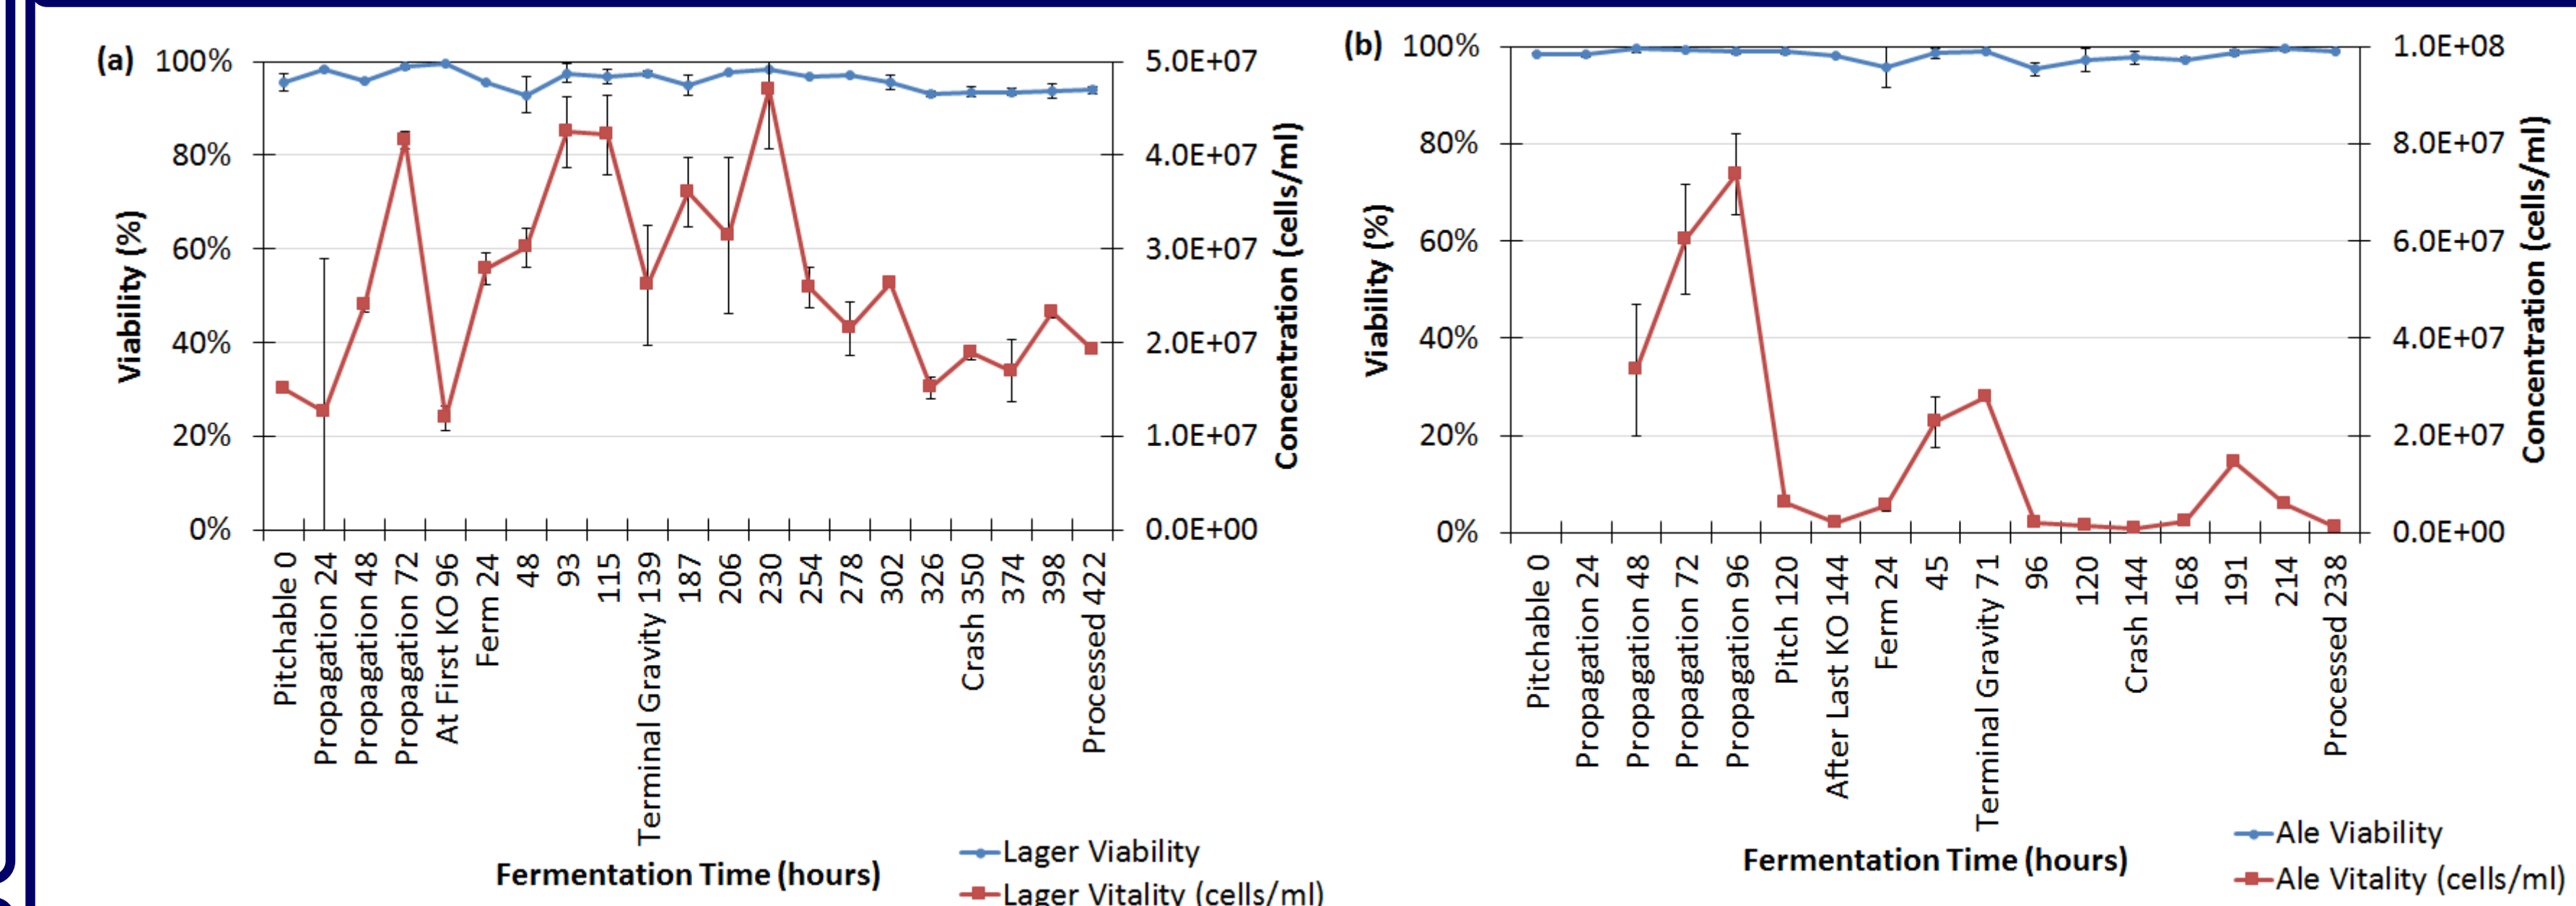 (a)
Viability (%)
100%
80%
60%
40%
20%
0%
5.0E+07
4.0E+07
3.0E+07
2.0E+07
1.0E+07
0.0E+00
Concentration (cells/ml)
Pitchable 0
Propagation 24
Propagation 48
Propagation 72
At First KO 96
Ferm 24
48
93
115
Terminal Gravity 139
187
206
230
254
278
302
326
Crash 350
374
398
Processed 422
Fermentation Time (hours)
Lager Viability
Lager Vitality (cells/ml)
(b)
Viability (%)
100%
80%
60%
40%
20%
0%
1.0E+08
8.0E+07
6.0E+07
4.0E+07
2.0E+07
0.0E+00
Concentration (cells/ml)
Pitchable 0
Propagation 24
Propagation 48
Propagation 72
Propagation 96
Pitch 120
After Last KO 144
Ferm 24
45
Terminal Gravity 71
96
120
Crash 144
168
191
214
Processed 238
Fermentation Time (hours)
Ale Viability
Ale Vitality (cells/ml)